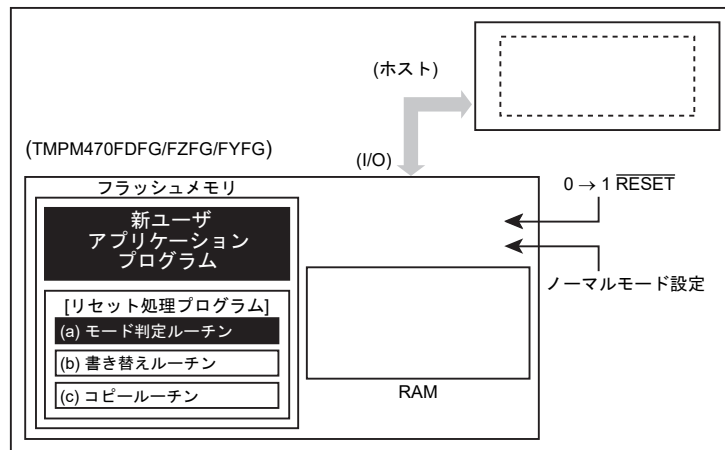 (ホスト)
(TMPM470FDFG/FZFG/FYFG)
(I/O)
フラッシュメモリ
0 → 1 RESET
新ユーザ
アプリケーション
プログラム
ノーマルモード設定
[リセット処理プログラム]
(a) モード判定ルーチン
(b) 書き替えルーチン
(c) コピールーチン
RAM